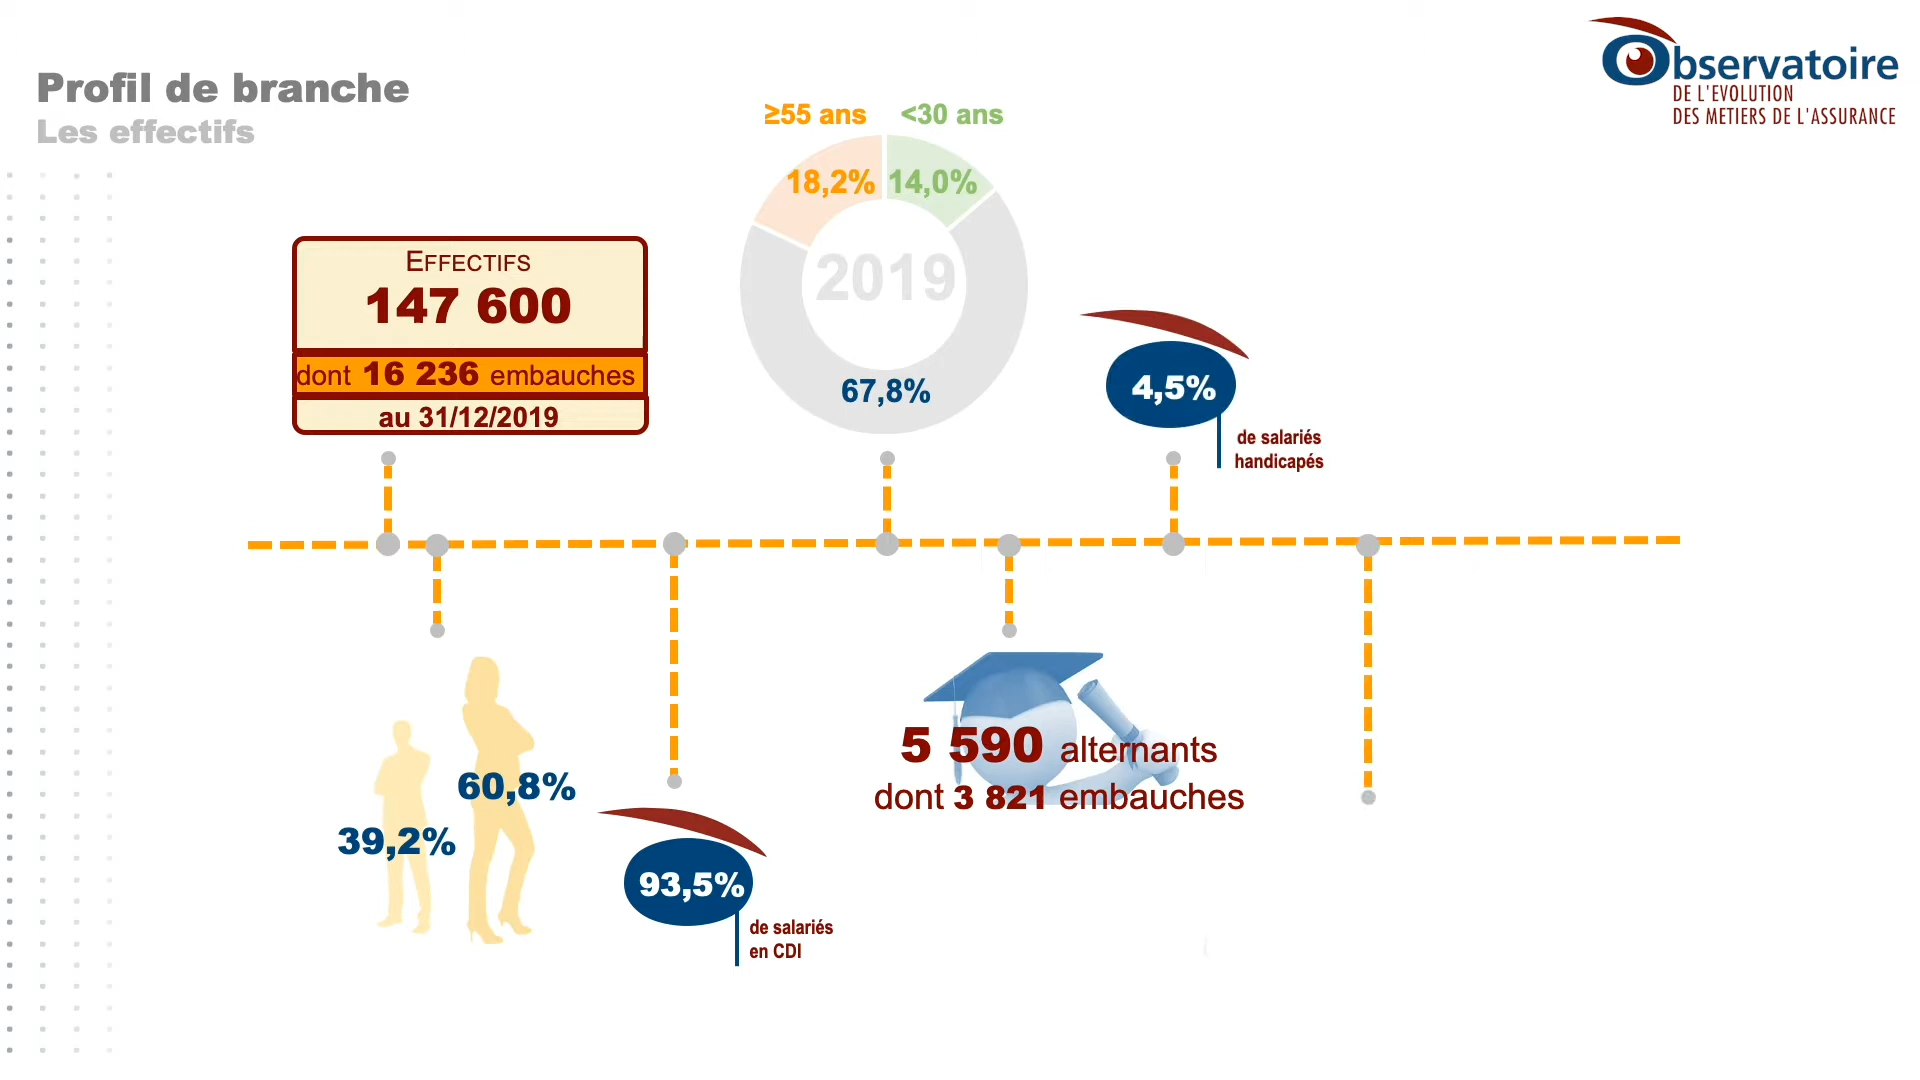 Profil de branche
Les effectifs
Observatoire
DE L'EVOLUTION
DES METIERS DE L'ASSURANCE
≥55 ans <30 ans
18,2% 14,0%
2019
67,8%
EFFECTIFS
147 600
dont 16 236 embauches
au 31/12/2019
4,5%
de salariés
handicapés
60,8%
39,2%
93,5%
de salariés
en CDI
5 590 alternants
dont 3 821 embauches